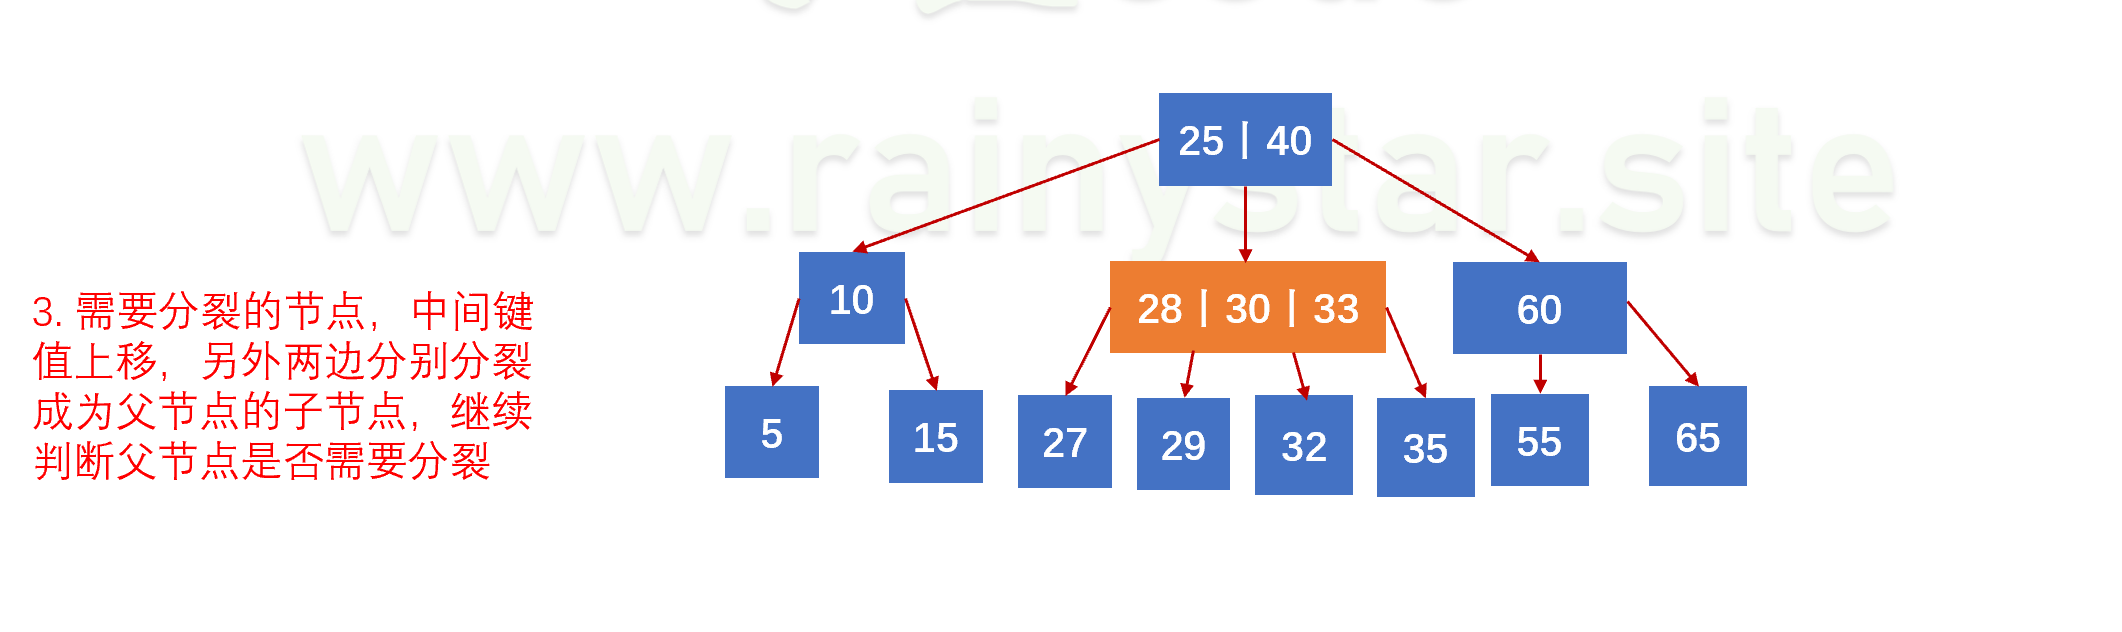 www.rainystar.site
25 | 40
10
28 | 30 | 33
60
3. 需要分裂的节点，中间键
值上移，另外两边分别分裂
成为父节点的子节点，继续
判断父节点是否需要分裂
5
15
27
29
32
35
55
65